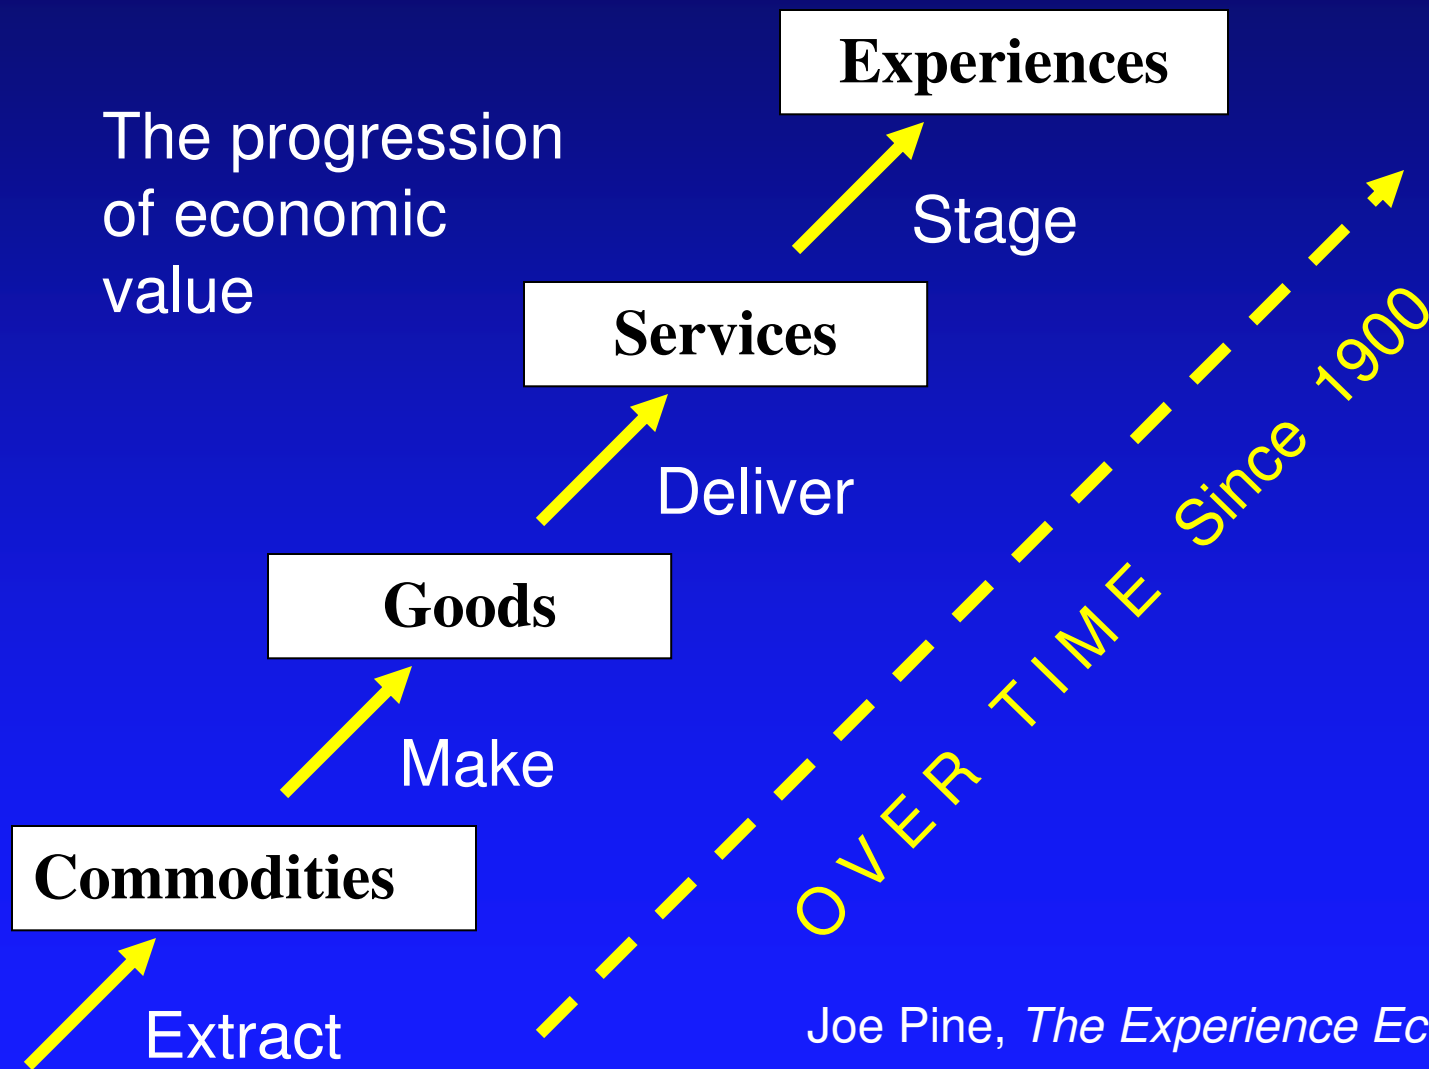 Experiences
The progression
of economic
value
Stage
Services
Deliver
Goods
Make
Commodities
Extract
OVER TIME Since 1900
Joe Pine, The Experience Ec